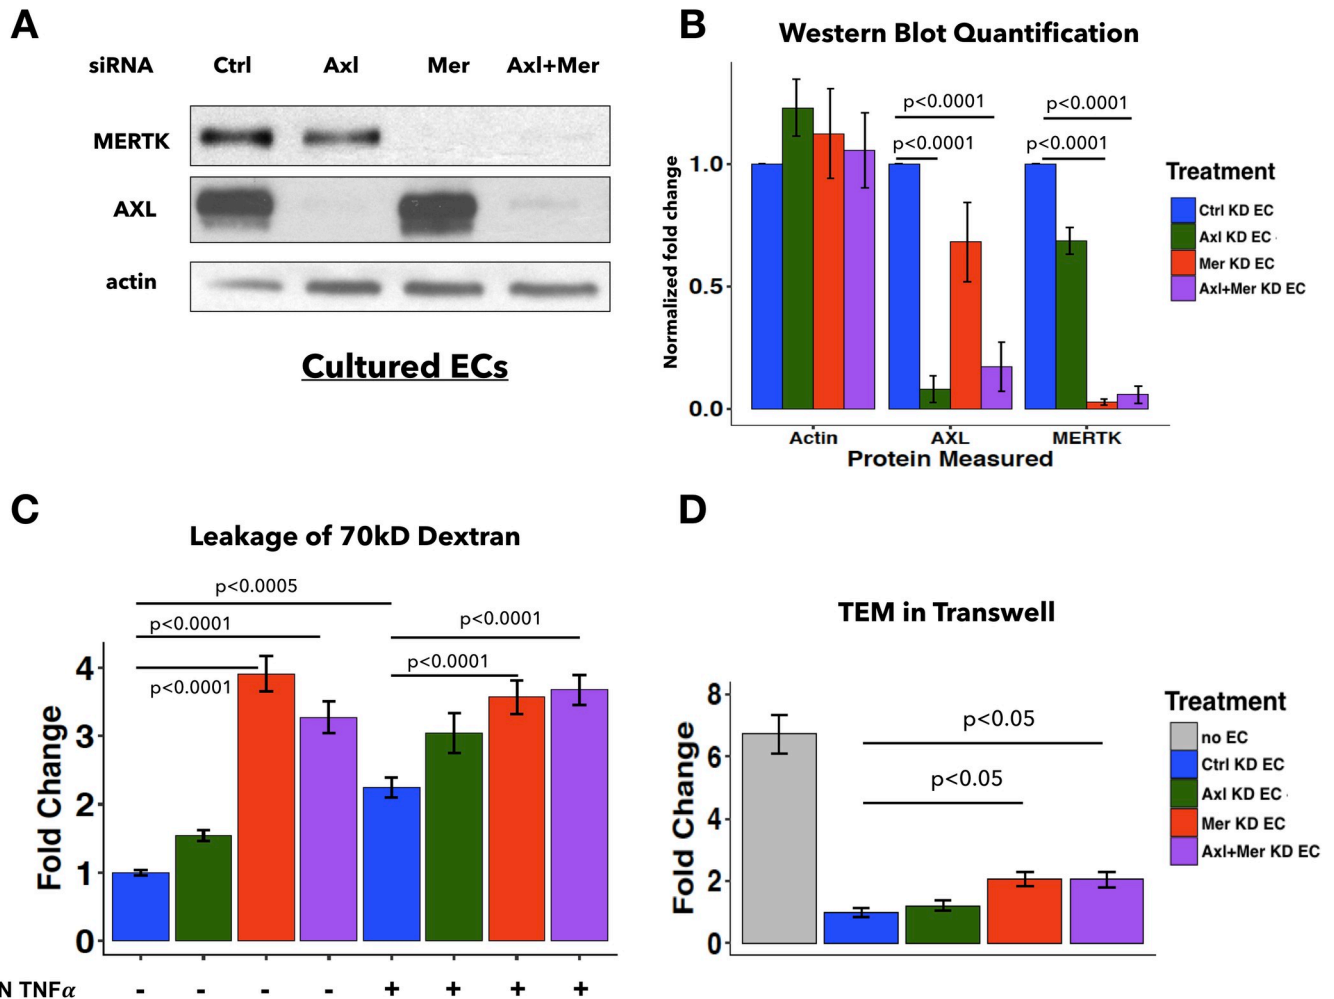 A
siRNA Ctrl Axl Mer Axl+Mer
MERTK
AXL
actin
Cultured ECs
B
Western Blot Quantification
p<0.0001 p<0.0001
p<0.0001 p<0.0001
1.0
0.5
0.0
Normalized fold change
Actin AXL MERTK
Protein Measured
Treatment
Ctrl KD EC
Axl KD EC
Mer KD EC
Axl+Mer KD EC
C
Leakage of 70kD Dextran
p<0.0005
p<0.0001 p<0.0001
p<0.0001
p<0.0001
4
3
2
1
0
Fold Change
N TNFα - - - - + + + +
D
TEM in Transwell
p<0.05
p<0.05
8
6
4
2
0
Fold Change
Treatment
no EC
Ctrl KD EC
Axl KD EC
Mer KD EC
Axl+Mer KD EC